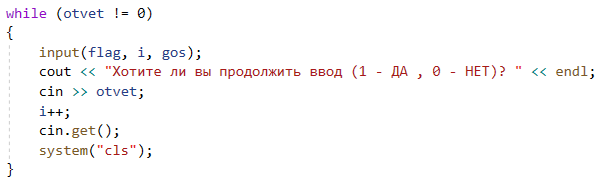 while (otvet != 0)
{
    input(flag, i, gos);
    cout << "Хотите ли вы продолжить ввод (1 - ДА , 0 - НЕТ)? " << endl;
    cin >> otvet;
    i++;
    cin.get();
    system("cls");
}